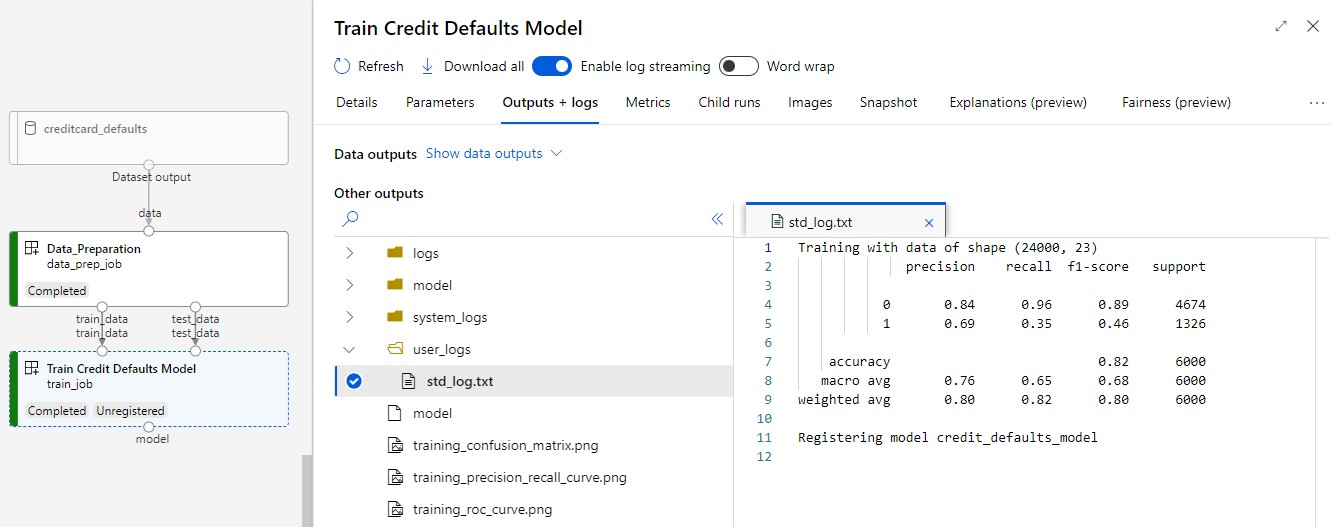 creditcard_defaults
Dataset output
data
Data_Preparation
data_prep_job
Completed
train_data test_data
train_data test_data
Train Credit Defaults Model
train_job
Completed Unregistered
model
Train Credit Defaults Model
Refresh Download all Enable log streaming Word wrap
Details Parameters Outputs + logs Metrics Child runs Images Snapshot Explanations (preview) Fairness (preview) ...
Data outputs Show data outputs
Other outputs
logs
model
system_logs
user_logs
std_log.txt
model
training_confusion_matrix.png
training_precision_recall_curve.png
training_roc_curve.png
std_log.txt
1 Training with data of shape (24000, 23)
2 precision recall f1-score support
3
4 0 0.84 0.96 0.89 4674
5 1 0.69 0.35 0.46 1326
6
7 accuracy 0.82 6000
8 macro avg 0.76 0.65 0.68 6000
9 weighted avg 0.80 0.82 0.80 6000
10
11 Registering model credit_defaults_model
12